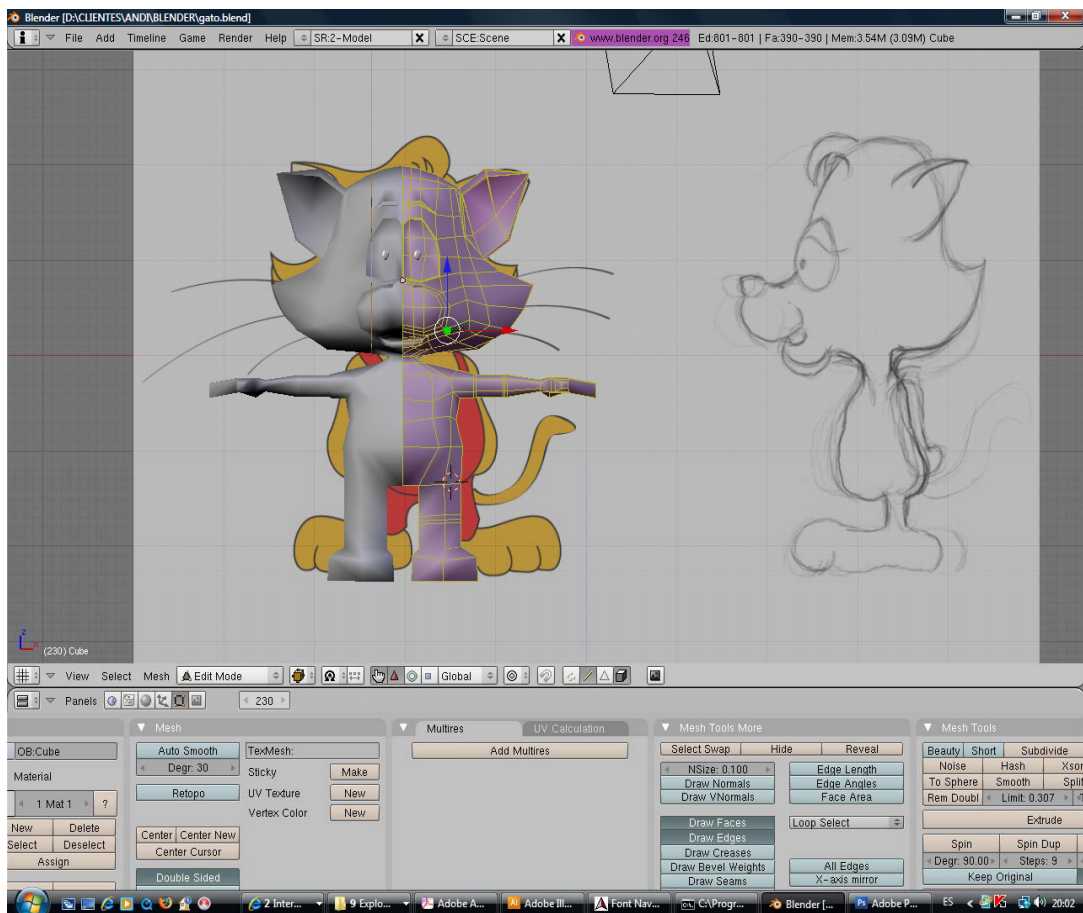 Blender [D:\CLIENTES\ANDI\BLENDER\gato.blend]
File Add Timeline Game Render Help SR:2-Model X SCE:Scene X www.blender.org 246 Ed:801-801 | Fa:390-390 | Mem:3.54M (3.09M) Cube
z
x
(230) Cube
View Select Mesh Edit Mode Global
Panels 230
Mesh Multires UV Calculation Mesh Tools More Mesh Tools
OB:Cube Auto Smooth TexMesh: Add Multires Select Swap Hide Reveal Beauty Short Subdivide
Degr: 30 Sticky Make NSize: 0.100 Edge Length Noise Hash Xsor
Material Draw Normals Edge Angles To Sphere Smooth Split
Retopo UV Texture New Draw VNormals Face Area Rem Doubl Limit: 0.307
1 Mat 1 ? Vertex Color New
Draw Faces Loop Select Extrude
New Delete Center Center New Draw Edges
Select Deselect Center Cursor Draw Creases Spin Spin Dup
Assign Draw Bevel Weights All Edges Degr: 90.00 Steps: 9
Double Sided Draw Seams X-axis mirror Keep Original
2 Inter... 9 Explo... Adobe A... Adobe Ill... Font Nav... C:\Progr... Blender [... Adobe P... ES 20:02